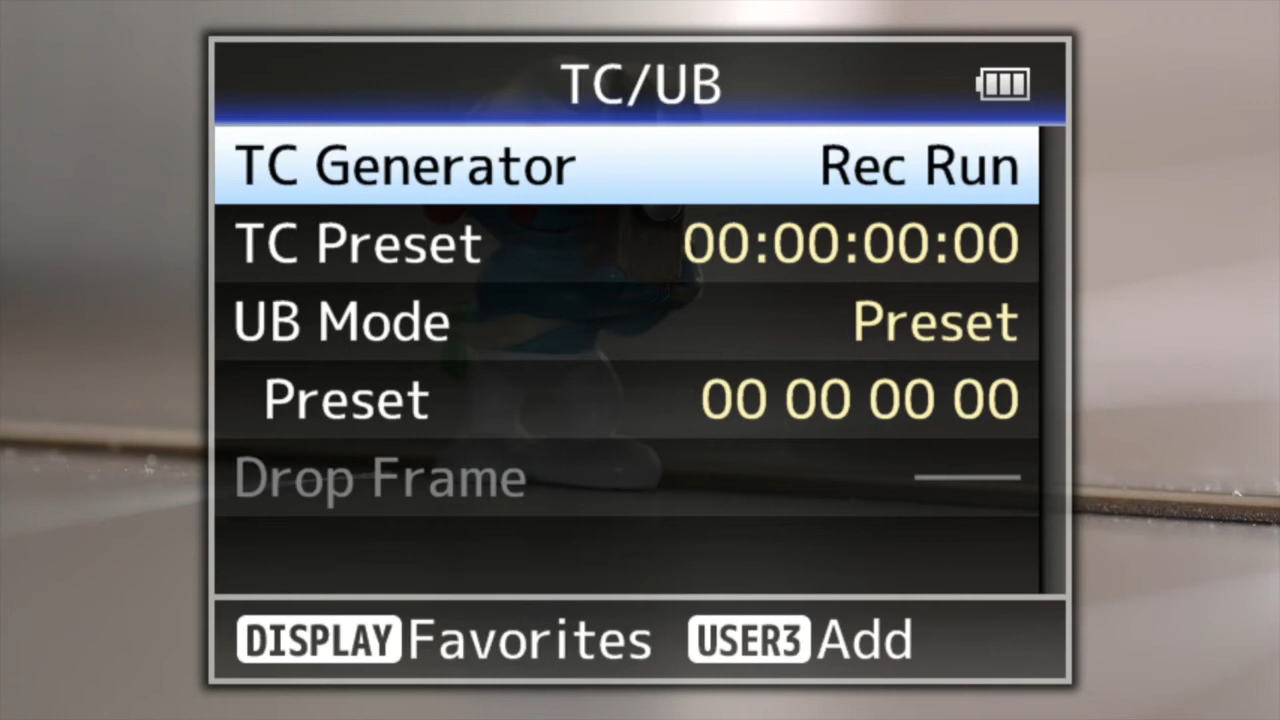 TC/UB
TC Generator Rec Run
TC Preset 00:00:00:00
UB Mode Preset
Preset 00 00 00 00
Drop Frame
DISPLAY Favorites USER3 Add